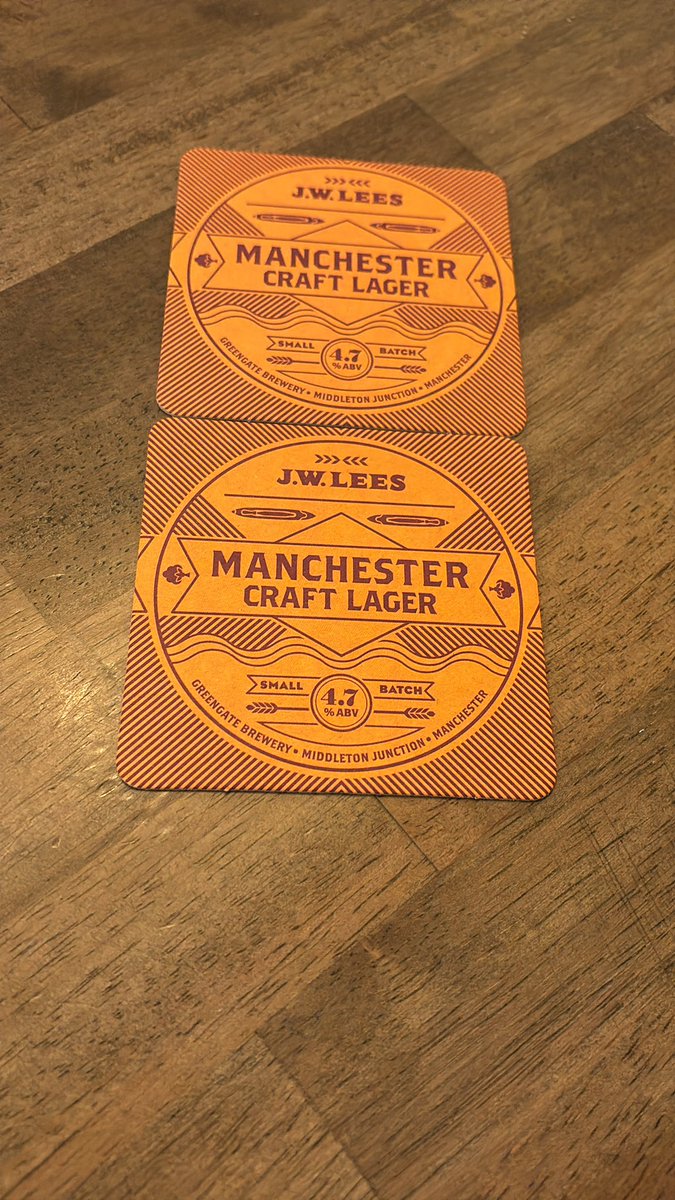 J.W. LEES
MANCHESTER
CRAFT LAGER
SMALL 4.7 BATCH
% ABV
GREENGATE BREWERY • MIDDLETON JUNCTION • MANCHESTER
J.W. LEES
MANCHESTER
CRAFT LAGER
SMALL 4.7 BATCH
% ABV
GREENGATE BREWERY • MIDDLETON JUNCTION • MANCHESTER